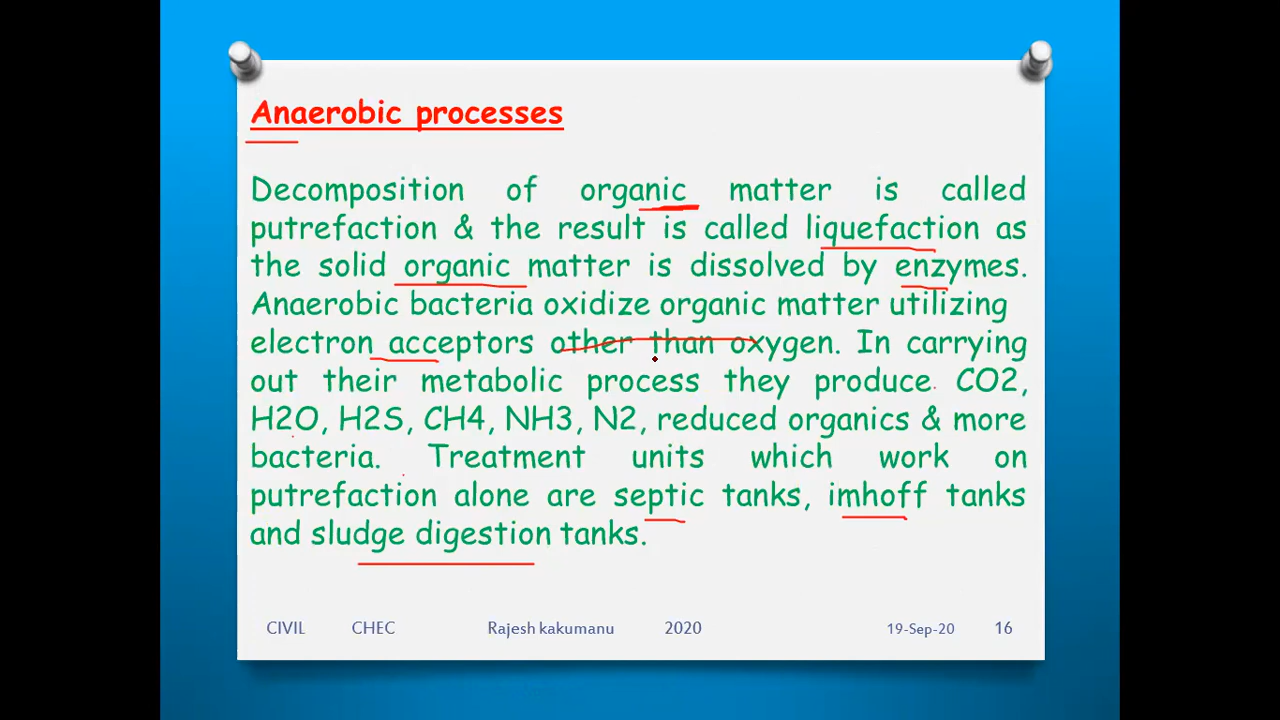 Anaerobic processes
Decomposition of organic matter is called
putrefaction & the result is called liquefaction as
the solid organic matter is dissolved by enzymes.
Anaerobic bacteria oxidize organic matter utilizing
electron acceptors other than oxygen. In carrying
out their metabolic process they produce CO2,
H2O, H2S, CH4, NH3, N2, reduced organics & more
bacteria. Treatment units which work on
putrefaction alone are septic tanks, imhoff tanks
and sludge digestion tanks.
CIVIL CHEC Rajesh kakumanu 2020 19-Sep-20 16